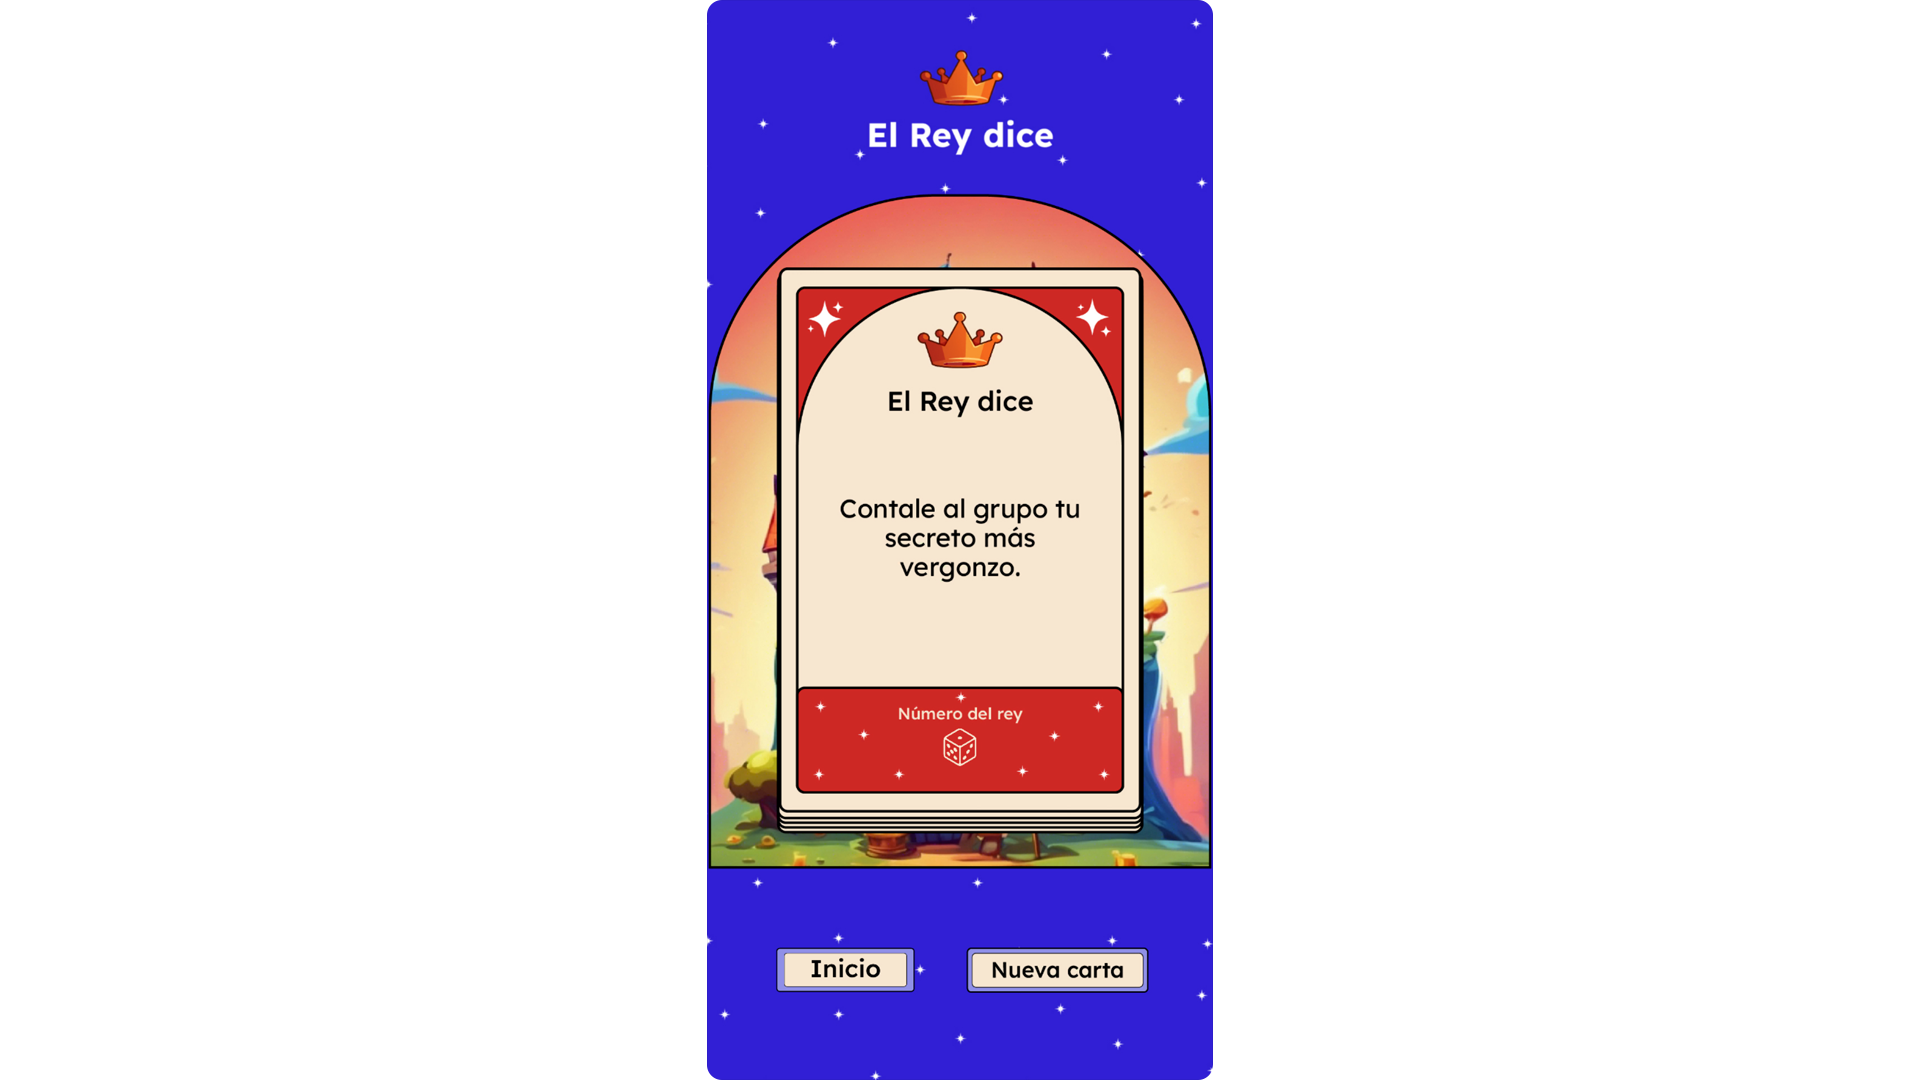 El Rey dice
El Rey dice
Contale al grupo tu
secreto más
vergonzo.
Número del rey
Inicio
Nueva carta